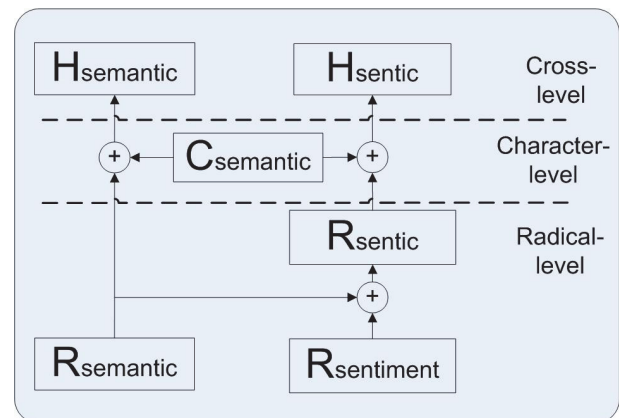 Hsemantic
Hsentic
Cross-
level
+
Csemantic
+
Character-
level
Rsentic
Radical-
level
+
Rsemantic
Rsentiment